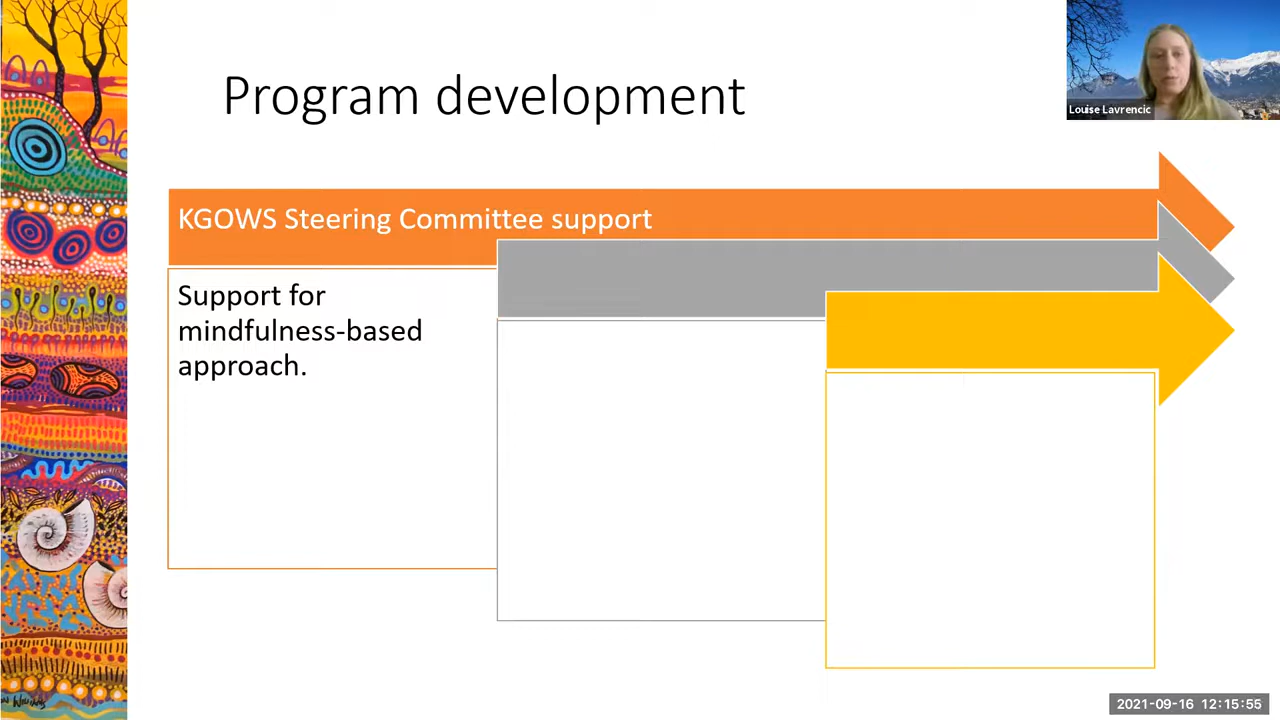 Program development
Louise Lavrencic
KGOWS Steering Committee support
Support for
mindfulness-based
approach.
2021-09-16 12:15:55